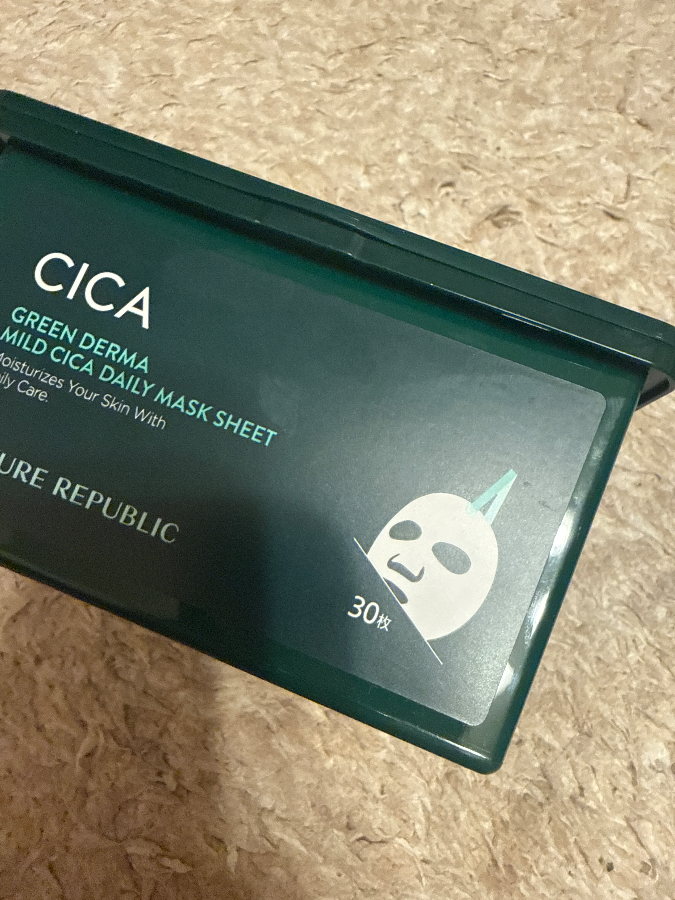 CICA
GREEN DERMA
MILD CICA DAILY MASK SHEET
Moisturizes Your Skin With
ily Care.
URE REPUBLIC
30枚